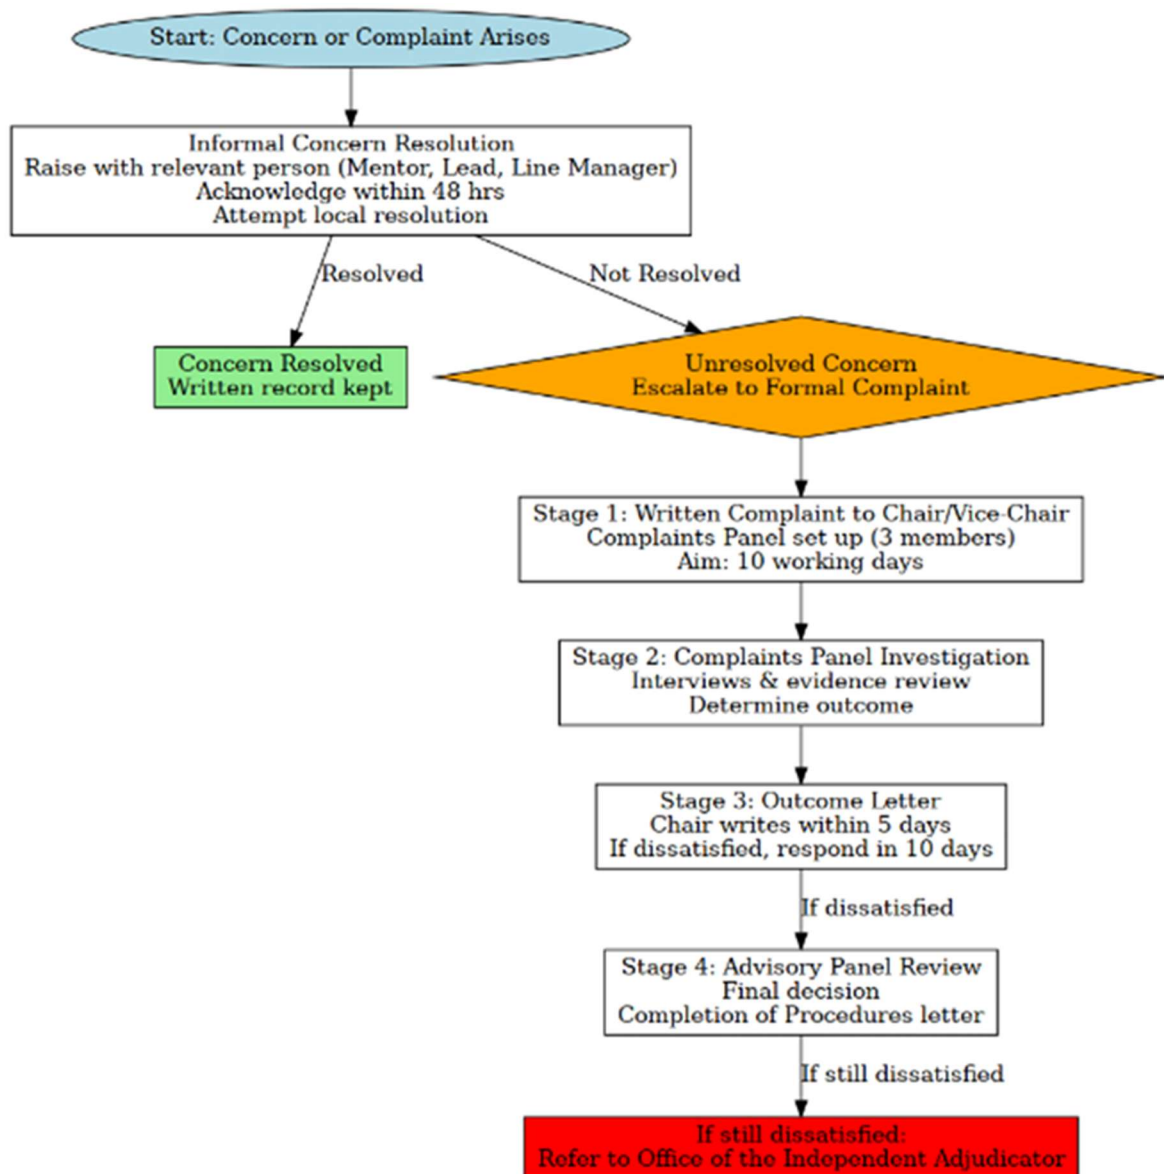 Start: Concern or Complaint Arises
Informal Concern Resolution
Raise with relevant person (Mentor, Lead, Line Manager)
Acknowledge within 48 hrs
Attempt local resolution
Resolved
Not Resolved
Concern Resolved
Written record kept
Unresolved Concern
Escalate to Formal Complaint
Stage 1: Written Complaint to Chair/Vice-Chair
Complaints Panel set up (3 members)
Aim: 10 working days
Stage 2: Complaints Panel Investigation
Interviews & evidence review
Determine outcome
Stage 3: Outcome Letter
Chair writes within 5 days
If dissatisfied, respond in 10 days
If dissatisfied
Stage 4: Advisory Panel Review
Final decision
Completion of Procedures letter
If still dissatisfied
If still dissatisfied:
Refer to Office of the Independent Adjudicator